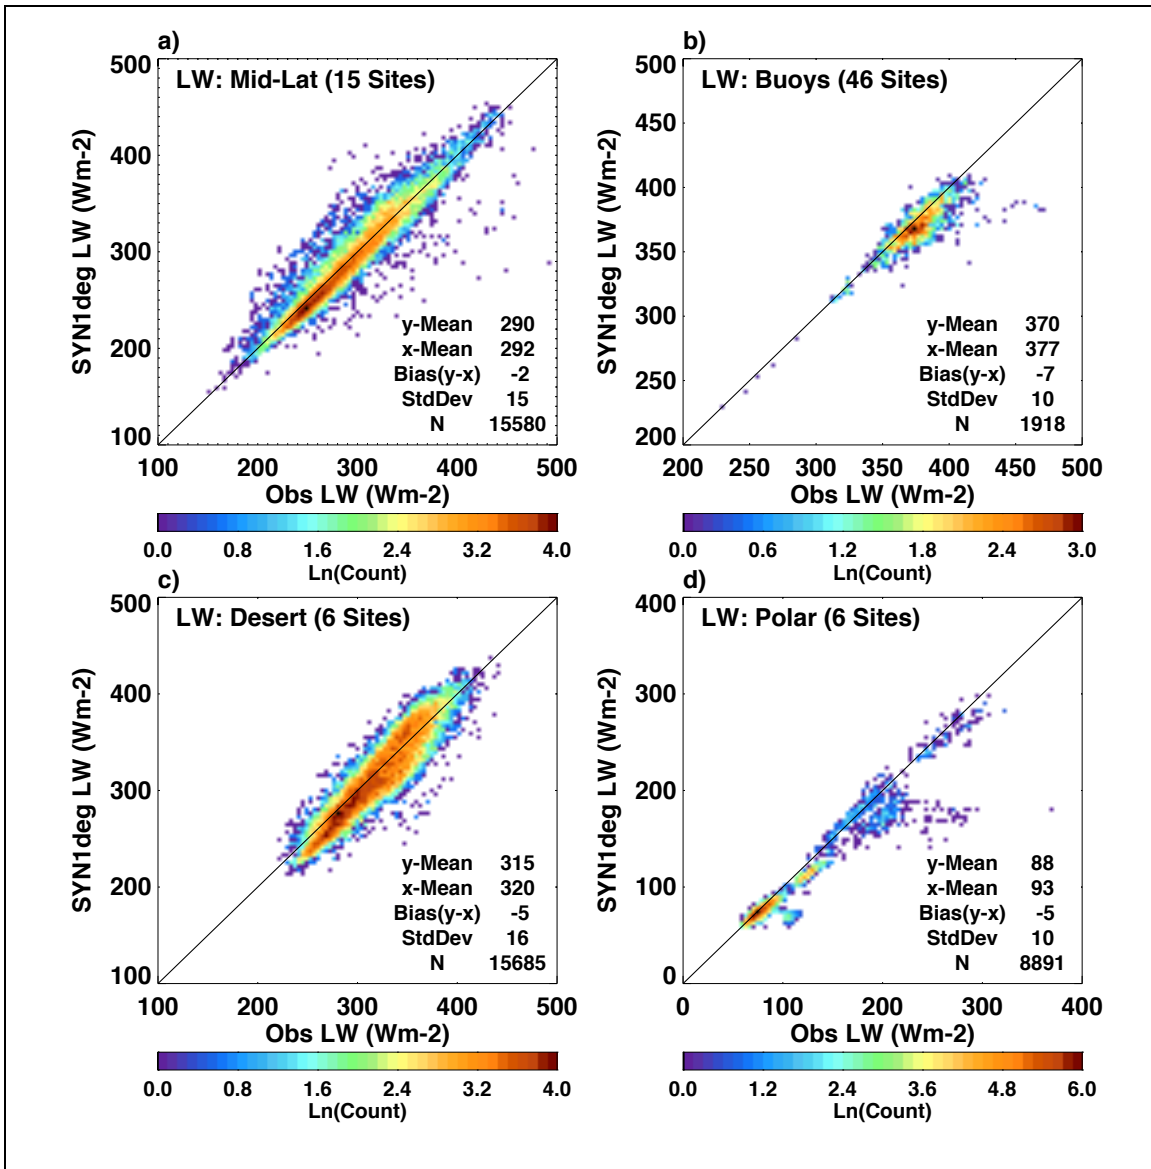 a)
LW: Mid-Lat (15 Sites)
SYN1deg LW (Wm-2)
500
400
300
200
100
y-Mean 290
x-Mean 292
Bias(y-x) -2
StdDev 15
N 15580
100 200 300 400 500
Obs LW (Wm-2)
0.0 0.8 1.6 2.4 3.2 4.0
Ln(Count)
b)
LW: Buoys (46 Sites)
SYN1deg LW (Wm-2)
500
450
400
350
300
250
200
y-Mean 370
x-Mean 377
Bias(y-x) -7
StdDev 10
N 1918
200 250 300 350 400 450 500
Obs LW (Wm-2)
0.0 0.6 1.2 1.8 2.4 3.0
Ln(Count)
c)
LW: Desert (6 Sites)
SYN1deg LW (Wm-2)
500
400
300
200
100
y-Mean 315
x-Mean 320
Bias(y-x) -5
StdDev 16
N 15685
100 200 300 400 500
Obs LW (Wm-2)
0.0 0.8 1.6 2.4 3.2 4.0
Ln(Count)
d)
LW: Polar (6 Sites)
SYN1deg LW (Wm-2)
400
300
200
100
0
y-Mean 88
x-Mean 93
Bias(y-x) -5
StdDev 10
N 8891
0 100 200 300 400
Obs LW (Wm-2)
0.0 1.2 2.4 3.6 4.8 6.0
Ln(Count)